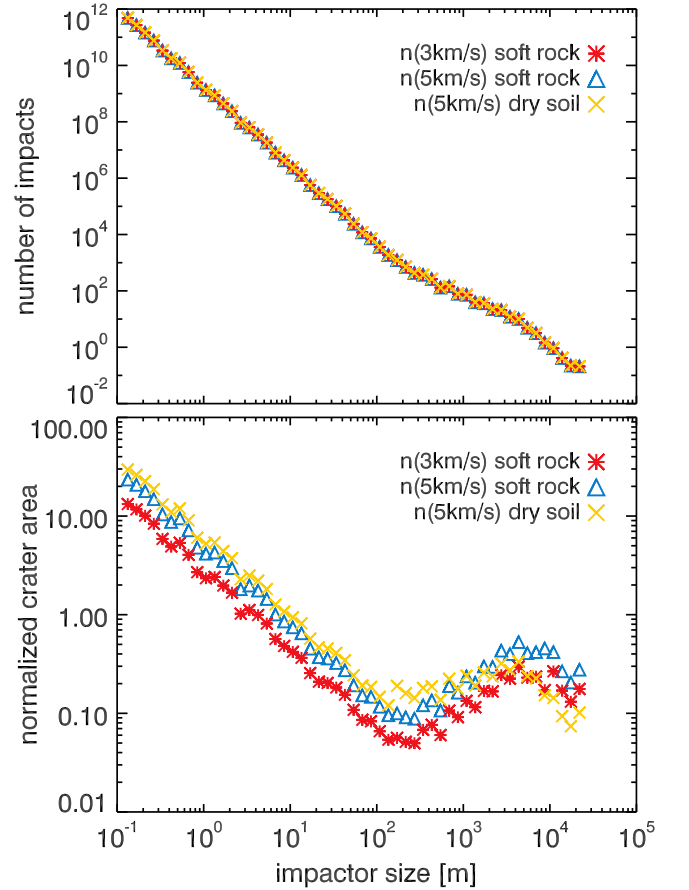 10^12
10^10
10^8
10^6
10^4
10^2
10^0
10^-2
number of impacts
n(3km/s) soft rock
n(5km/s) soft rock
n(5km/s) dry soil
100.00
10.00
1.00
0.10
0.01
normalized crater area
n(3km/s) soft rock
n(5km/s) soft rock
n(5km/s) dry soil
10^-1 10^0 10^1 10^2 10^3 10^4 10^5
impactor size [m]